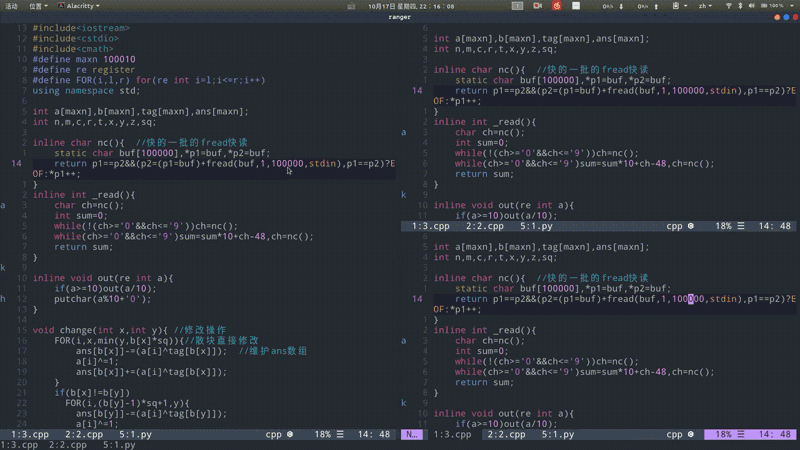 活动 位置 Alacritty 10月17日 星期四, 22:16:08 0%↓ 0%↑ zh 100%
ranger
13 #include<iostream>
12 #include<cstdio>
11 #include<cmath>
10 #define maxn 100010
9 #define re register
8 #define FOR(i,l,r) for(re int i=l;i<=r;i++)
7 using namespace std;
6
5 int a[maxn],b[maxn],tag[maxn],ans[maxn];
4 int n,m,c,r,t,x,y,z,sq;
3
2 inline char nc(){ //快的一批的fread快读
1 static char buf[100000],*p1=buf,*p2=buf;
14 return p1==p2&&(p2=(p1=buf)+fread(buf,1,100000,stdin),p1==p2)?E
OF:*p1++;
1 }
2 inline int _read(){
a 3 char ch=nc();
4 int sum=0;
5 while(!(ch>='0'&&ch<='9'))ch=nc();
6 while(ch>='0'&&ch<='9')sum=sum*10+ch-48,ch=nc();
7 return sum;
8 }
k 9
10 inline void out(re int a){
11 if(a>=10)out(a/10);
h 12 putchar(a%10+'0');
13 }
14
15 void change(int x,int y){ //修改操作
16 FOR(i,x,min(y,b[x]*sq)){//散块直接修改
17 ans[b[x]]-=(a[i]^tag[b[x]]); //维护ans数组
18 a[i]^=1;
19 ans[b[x]]+=(a[i]^tag[b[x]]);
20 }
21 if(b[x]!=b[y])
22 FOR(i,(b[y]-1)*sq+1,y){
23 ans[b[y]]-=(a[i]^tag[b[y]]);
24 a[i]^=1;
1:3.cpp 2:2.cpp 5:1.py cpp 18% ☰ 14: 48
1:3.cpp 2:2.cpp 5:1.py
6
5 int a[maxn],b[maxn],tag[maxn],ans[maxn];
4 int n,m,c,r,t,x,y,z,sq;
3
2 inline char nc(){ //快的一批的fread快读
1 static char buf[100000],*p1=buf,*p2=buf;
14 return p1==p2&&(p2=(p1=buf)+fread(buf,1,100000,stdin),p1==p2)?E
OF:*p1++;
1 }
2 inline int _read(){
a 3 char ch=nc();
4 int sum=0;
5 while(!(ch>='0'&&ch<='9'))ch=nc();
6 while(ch>='0'&&ch<='9')sum=sum*10+ch-48,ch=nc();
7 return sum;
8 }
k 9
10 inline void out(re int a){
11 if(a>=10)out(a/10);
1:3.cpp 2:2.cpp 5:1.py cpp 18% ☰ 14: 48
5 int a[maxn],b[maxn],tag[maxn],ans[maxn];
4 int n,m,c,r,t,x,y,z,sq;
3
2 inline char nc(){ //快的一批的fread快读
1 static char buf[100000],*p1=buf,*p2=buf;
14 return p1==p2&&(p2=(p1=buf)+fread(buf,1,100000,stdin),p1==p2)?E
OF:*p1++;
1 }
2 inline int _read(){
a 3 char ch=nc();
4 int sum=0;
5 while(!(ch>='0'&&ch<='9'))ch=nc();
6 while(ch>='0'&&ch<='9')sum=sum*10+ch-48,ch=nc();
7 return sum;
8 }
k 9
10 inline void out(re int a){
11 if(a>=10)out(a/10);
N… 1:3.cpp 2:2.cpp 5:1.py cpp 18% ☰ 14: 48